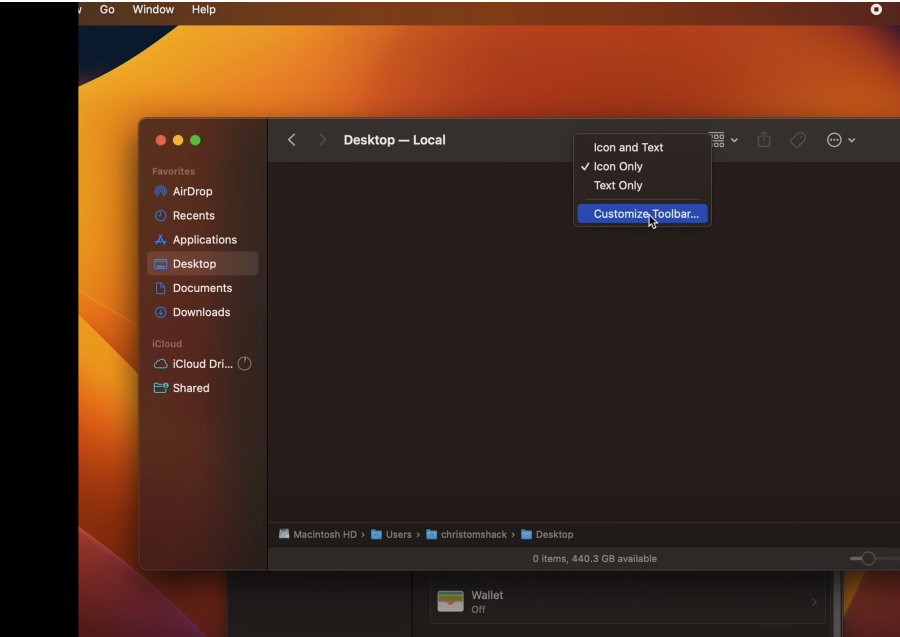 Go Window Help
Desktop — Local
Icon and Text
Icon Only
Text Only
Customize Toolbar...
Favorites
AirDrop
Recents
Applications
Desktop
Documents
Downloads
iCloud
iCloud Dri...
Shared
Macintosh HD › Users › christomshack › Desktop
0 items, 440.3 GB available
Wallet
Off